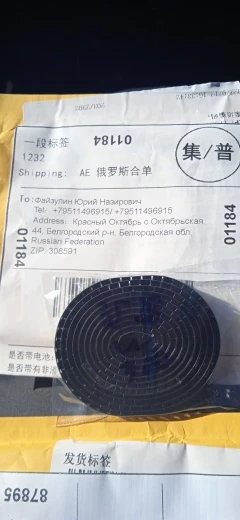 一段标签
01184
1232
Shipping: AE 俄罗斯合单
集/普
To: Файзулин Юрий Назирович
Tel: +79511496915/ +79511496915
Address: Красный Октябрь с Октябрьская
44, Белгородский р-н, Белгородская обл,
Russian Federation
ZIP: 308591
01184
01184
是否带电池:
是否有非
发货标签
87895